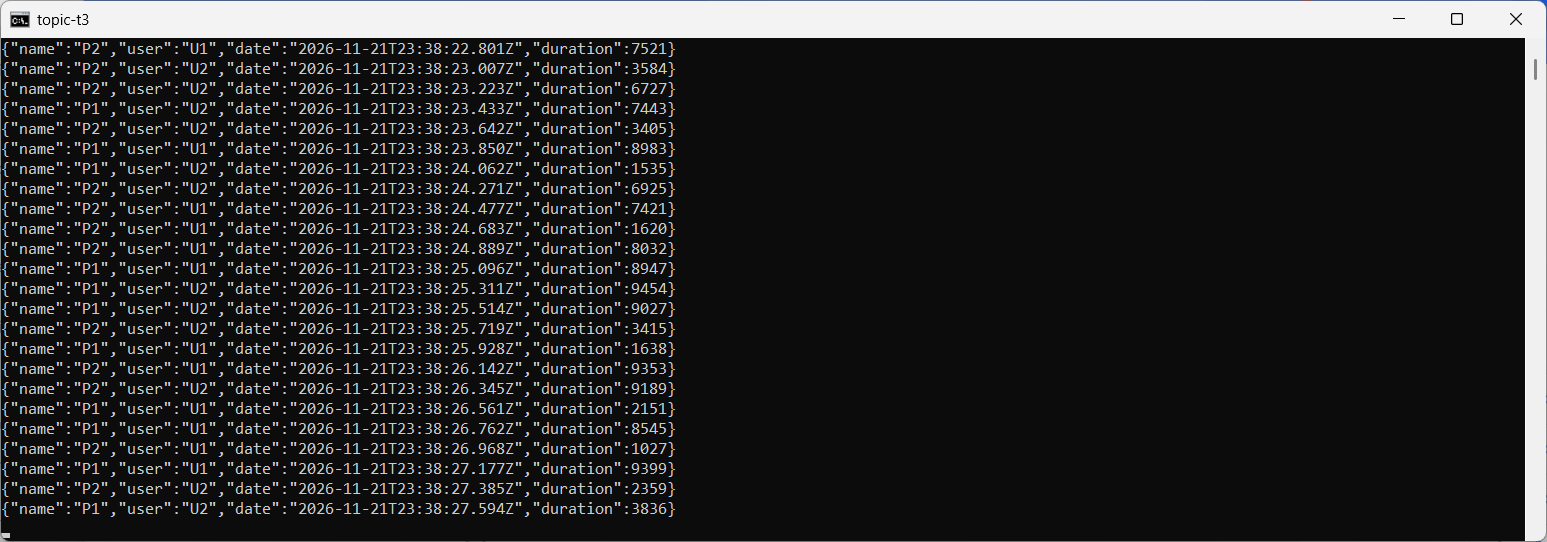 topic-t3
{"name":"P2","user":"U1","date":"2026-11-21T23:38:22.801Z","duration":7521}
{"name":"P2","user":"U2","date":"2026-11-21T23:38:23.007Z","duration":3584}
{"name":"P2","user":"U2","date":"2026-11-21T23:38:23.223Z","duration":6727}
{"name":"P1","user":"U2","date":"2026-11-21T23:38:23.433Z","duration":7443}
{"name":"P2","user":"U2","date":"2026-11-21T23:38:23.642Z","duration":3405}
{"name":"P1","user":"U1","date":"2026-11-21T23:38:23.850Z","duration":8983}
{"name":"P1","user":"U2","date":"2026-11-21T23:38:24.062Z","duration":1535}
{"name":"P2","user":"U2","date":"2026-11-21T23:38:24.271Z","duration":6925}
{"name":"P2","user":"U1","date":"2026-11-21T23:38:24.477Z","duration":7421}
{"name":"P2","user":"U1","date":"2026-11-21T23:38:24.683Z","duration":1620}
{"name":"P2","user":"U1","date":"2026-11-21T23:38:24.889Z","duration":8032}
{"name":"P1","user":"U1","date":"2026-11-21T23:38:25.096Z","duration":8947}
{"name":"P1","user":"U2","date":"2026-11-21T23:38:25.311Z","duration":9454}
{"name":"P1","user":"U2","date":"2026-11-21T23:38:25.514Z","duration":9027}
{"name":"P2","user":"U2","date":"2026-11-21T23:38:25.719Z","duration":3415}
{"name":"P1","user":"U1","date":"2026-11-21T23:38:25.928Z","duration":1638}
{"name":"P2","user":"U1","date":"2026-11-21T23:38:26.142Z","duration":9353}
{"name":"P2","user":"U2","date":"2026-11-21T23:38:26.345Z","duration":9189}
{"name":"P1","user":"U1","date":"2026-11-21T23:38:26.561Z","duration":2151}
{"name":"P1","user":"U1","date":"2026-11-21T23:38:26.762Z","duration":8545}
{"name":"P2","user":"U1","date":"2026-11-21T23:38:26.968Z","duration":1027}
{"name":"P1","user":"U1","date":"2026-11-21T23:38:27.177Z","duration":9399}
{"name":"P2","user":"U2","date":"2026-11-21T23:38:27.385Z","duration":2359}
{"name":"P1","user":"U2","date":"2026-11-21T23:38:27.594Z","duration":3836}